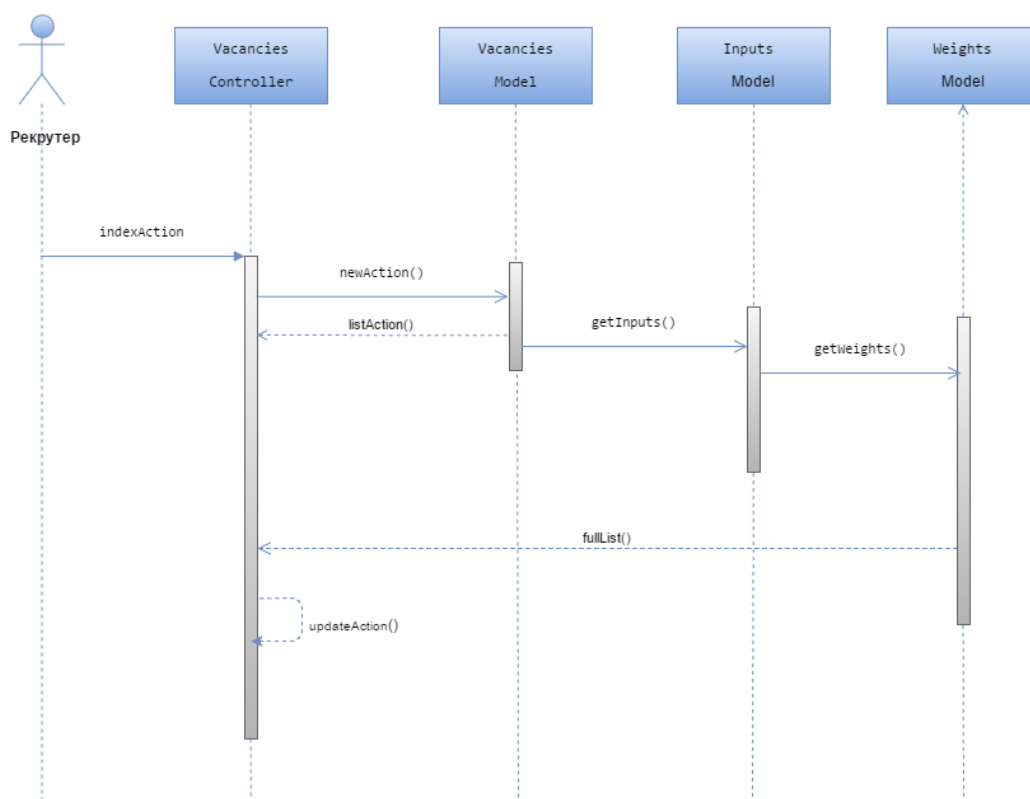 Vacancies
Controller
Vacancies
Model
Inputs
Model
Weights
Model
Рекрутер
indexAction
newAction()
listAction()
getInputs()
getWeights()
fullList()
updateAction()